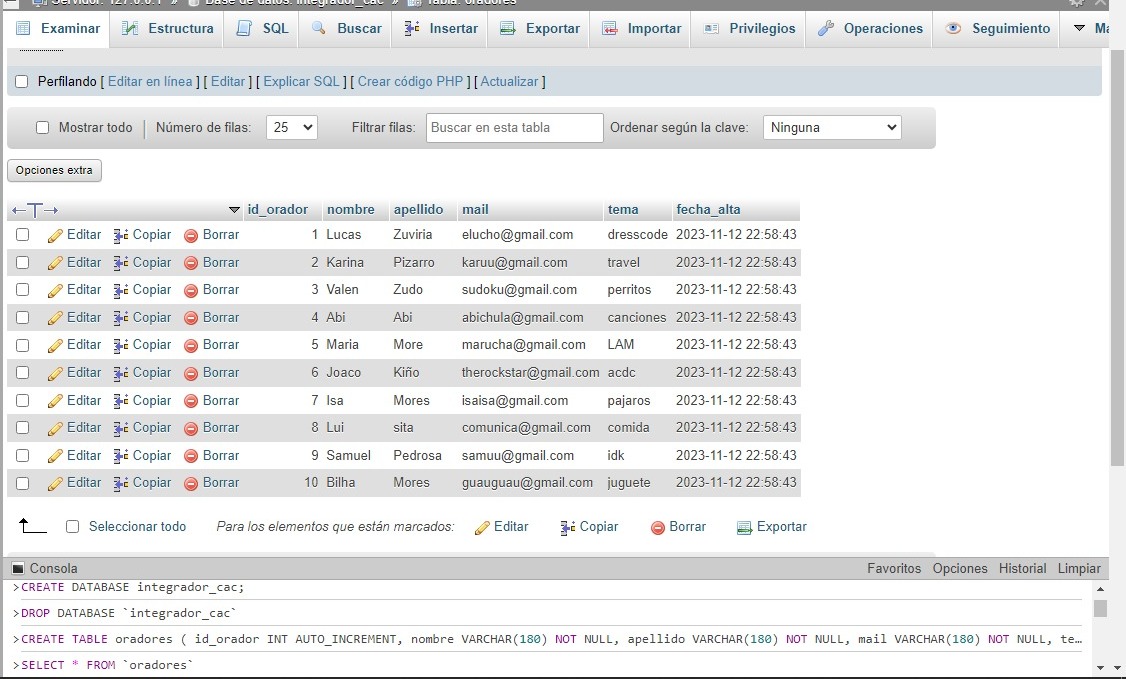 Servidor: 127.0.0.1 » Base de datos: integrador_cac » Tabla: oradores
Examinar Estructura SQL Buscar Insertar Exportar Importar Privilegios Operaciones Seguimiento
Perfilando [ Editar en línea ] [ Editar ] [ Explicar SQL ] [ Crear código PHP ] [ Actualizar ]
Mostrar todo Número de filas: 25 Filtrar filas: Buscar en esta tabla Ordenar según la clave: Ninguna
Opciones extra
←T→ id_orador nombre apellido mail tema fecha_alta
Editar Copiar Borrar 1 Lucas Zuviria elucho@gmail.com dresscode 2023-11-12 22:58:43
Editar Copiar Borrar 2 Karina Pizarro karuu@gmail.com travel 2023-11-12 22:58:43
Editar Copiar Borrar 3 Valen Zudo sudoku@gmail.com perritos 2023-11-12 22:58:43
Editar Copiar Borrar 4 Abi Abi abichula@gmail.com canciones 2023-11-12 22:58:43
Editar Copiar Borrar 5 Maria More marucha@gmail.com LAM 2023-11-12 22:58:43
Editar Copiar Borrar 6 Joaco Kiño therockstar@gmail.com acdc 2023-11-12 22:58:43
Editar Copiar Borrar 7 Isa Mores isaisa@gmail.com pajaros 2023-11-12 22:58:43
Editar Copiar Borrar 8 Lui sita comunica@gmail.com comida 2023-11-12 22:58:43
Editar Copiar Borrar 9 Samuel Pedrosa samuu@gmail.com idk 2023-11-12 22:58:43
Editar Copiar Borrar 10 Bilha Mores guauguau@gmail.com juguete 2023-11-12 22:58:43
Seleccionar todo Para los elementos que están marcados: Editar Copiar Borrar Exportar
Consola Favoritos Opciones Historial Limpiar
>CREATE DATABASE integrador_cac;
>DROP DATABASE `integrador_cac`
>CREATE TABLE oradores ( id_orador INT AUTO_INCREMENT, nombre VARCHAR(180) NOT NULL, apellido VARCHAR(180) NOT NULL, mail VARCHAR(180) NOT NULL, te…
>SELECT * FROM `oradores`